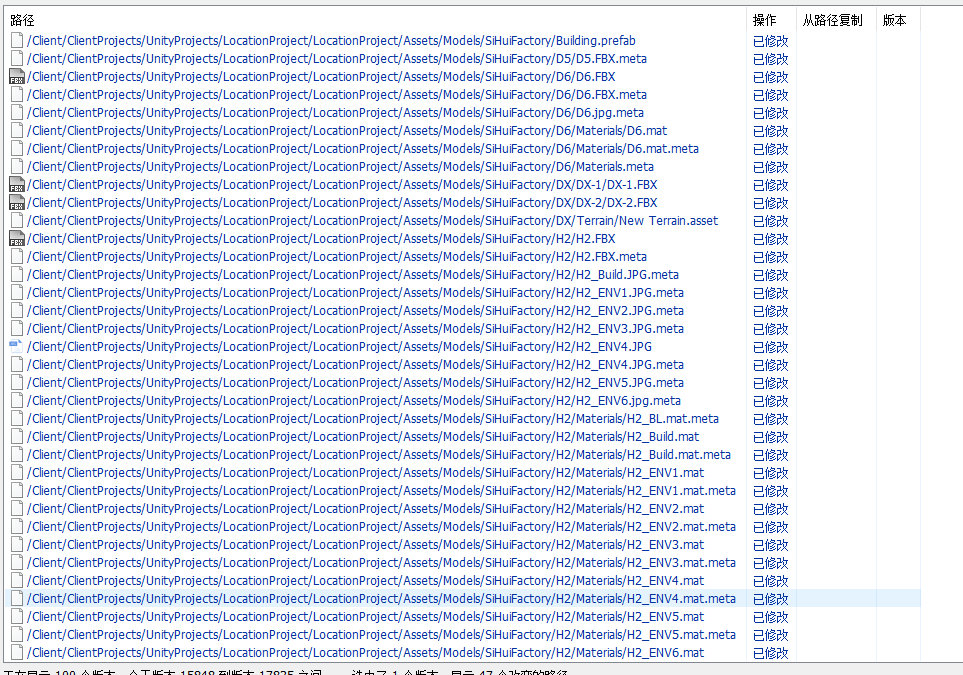 路径 操作 从路径复制 版本
/Client/ClientProjects/UnityProjects/LocationProject/LocationProject/Assets/Models/SiHuiFactory/Building.prefab 已修改
/Client/ClientProjects/UnityProjects/LocationProject/LocationProject/Assets/Models/SiHuiFactory/D5/D5.FBX.meta 已修改
/Client/ClientProjects/UnityProjects/LocationProject/LocationProject/Assets/Models/SiHuiFactory/D6/D6.FBX 已修改
/Client/ClientProjects/UnityProjects/LocationProject/LocationProject/Assets/Models/SiHuiFactory/D6/D6.FBX.meta 已修改
/Client/ClientProjects/UnityProjects/LocationProject/LocationProject/Assets/Models/SiHuiFactory/D6/D6.jpg.meta 已修改
/Client/ClientProjects/UnityProjects/LocationProject/LocationProject/Assets/Models/SiHuiFactory/D6/Materials/D6.mat 已修改
/Client/ClientProjects/UnityProjects/LocationProject/LocationProject/Assets/Models/SiHuiFactory/D6/Materials/D6.mat.meta 已修改
/Client/ClientProjects/UnityProjects/LocationProject/LocationProject/Assets/Models/SiHuiFactory/D6/Materials.meta 已修改
/Client/ClientProjects/UnityProjects/LocationProject/LocationProject/Assets/Models/SiHuiFactory/DX/DX-1/DX-1.FBX 已修改
/Client/ClientProjects/UnityProjects/LocationProject/LocationProject/Assets/Models/SiHuiFactory/DX/DX-2/DX-2.FBX 已修改
/Client/ClientProjects/UnityProjects/LocationProject/LocationProject/Assets/Models/SiHuiFactory/DX/Terrain/New Terrain.asset 已修改
/Client/ClientProjects/UnityProjects/LocationProject/LocationProject/Assets/Models/SiHuiFactory/H2/H2.FBX 已修改
/Client/ClientProjects/UnityProjects/LocationProject/LocationProject/Assets/Models/SiHuiFactory/H2/H2.FBX.meta 已修改
/Client/ClientProjects/UnityProjects/LocationProject/LocationProject/Assets/Models/SiHuiFactory/H2/H2_Build.JPG.meta 已修改
/Client/ClientProjects/UnityProjects/LocationProject/LocationProject/Assets/Models/SiHuiFactory/H2/H2_ENV1.JPG.meta 已修改
/Client/ClientProjects/UnityProjects/LocationProject/LocationProject/Assets/Models/SiHuiFactory/H2/H2_ENV2.JPG.meta 已修改
/Client/ClientProjects/UnityProjects/LocationProject/LocationProject/Assets/Models/SiHuiFactory/H2/H2_ENV3.JPG.meta 已修改
/Client/ClientProjects/UnityProjects/LocationProject/LocationProject/Assets/Models/SiHuiFactory/H2/H2_ENV4.JPG 已修改
/Client/ClientProjects/UnityProjects/LocationProject/LocationProject/Assets/Models/SiHuiFactory/H2/H2_ENV4.JPG.meta 已修改
/Client/ClientProjects/UnityProjects/LocationProject/LocationProject/Assets/Models/SiHuiFactory/H2/H2_ENV5.JPG.meta 已修改
/Client/ClientProjects/UnityProjects/LocationProject/LocationProject/Assets/Models/SiHuiFactory/H2/H2_ENV6.jpg.meta 已修改
/Client/ClientProjects/UnityProjects/LocationProject/LocationProject/Assets/Models/SiHuiFactory/H2/Materials/H2_BL.mat.meta 已修改
/Client/ClientProjects/UnityProjects/LocationProject/LocationProject/Assets/Models/SiHuiFactory/H2/Materials/H2_Build.mat 已修改
/Client/ClientProjects/UnityProjects/LocationProject/LocationProject/Assets/Models/SiHuiFactory/H2/Materials/H2_Build.mat.meta 已修改
/Client/ClientProjects/UnityProjects/LocationProject/LocationProject/Assets/Models/SiHuiFactory/H2/Materials/H2_ENV1.mat 已修改
/Client/ClientProjects/UnityProjects/LocationProject/LocationProject/Assets/Models/SiHuiFactory/H2/Materials/H2_ENV1.mat.meta 已修改
/Client/ClientProjects/UnityProjects/LocationProject/LocationProject/Assets/Models/SiHuiFactory/H2/Materials/H2_ENV2.mat 已修改
/Client/ClientProjects/UnityProjects/LocationProject/LocationProject/Assets/Models/SiHuiFactory/H2/Materials/H2_ENV2.mat.meta 已修改
/Client/ClientProjects/UnityProjects/LocationProject/LocationProject/Assets/Models/SiHuiFactory/H2/Materials/H2_ENV3.mat 已修改
/Client/ClientProjects/UnityProjects/LocationProject/LocationProject/Assets/Models/SiHuiFactory/H2/Materials/H2_ENV3.mat.meta 已修改
/Client/ClientProjects/UnityProjects/LocationProject/LocationProject/Assets/Models/SiHuiFactory/H2/Materials/H2_ENV4.mat 已修改
/Client/ClientProjects/UnityProjects/LocationProject/LocationProject/Assets/Models/SiHuiFactory/H2/Materials/H2_ENV4.mat.meta 已修改
/Client/ClientProjects/UnityProjects/LocationProject/LocationProject/Assets/Models/SiHuiFactory/H2/Materials/H2_ENV5.mat 已修改
/Client/ClientProjects/UnityProjects/LocationProject/LocationProject/Assets/Models/SiHuiFactory/H2/Materials/H2_ENV5.mat.meta 已修改
/Client/ClientProjects/UnityProjects/LocationProject/LocationProject/Assets/Models/SiHuiFactory/H2/Materials/H2_ENV6.mat 已修改